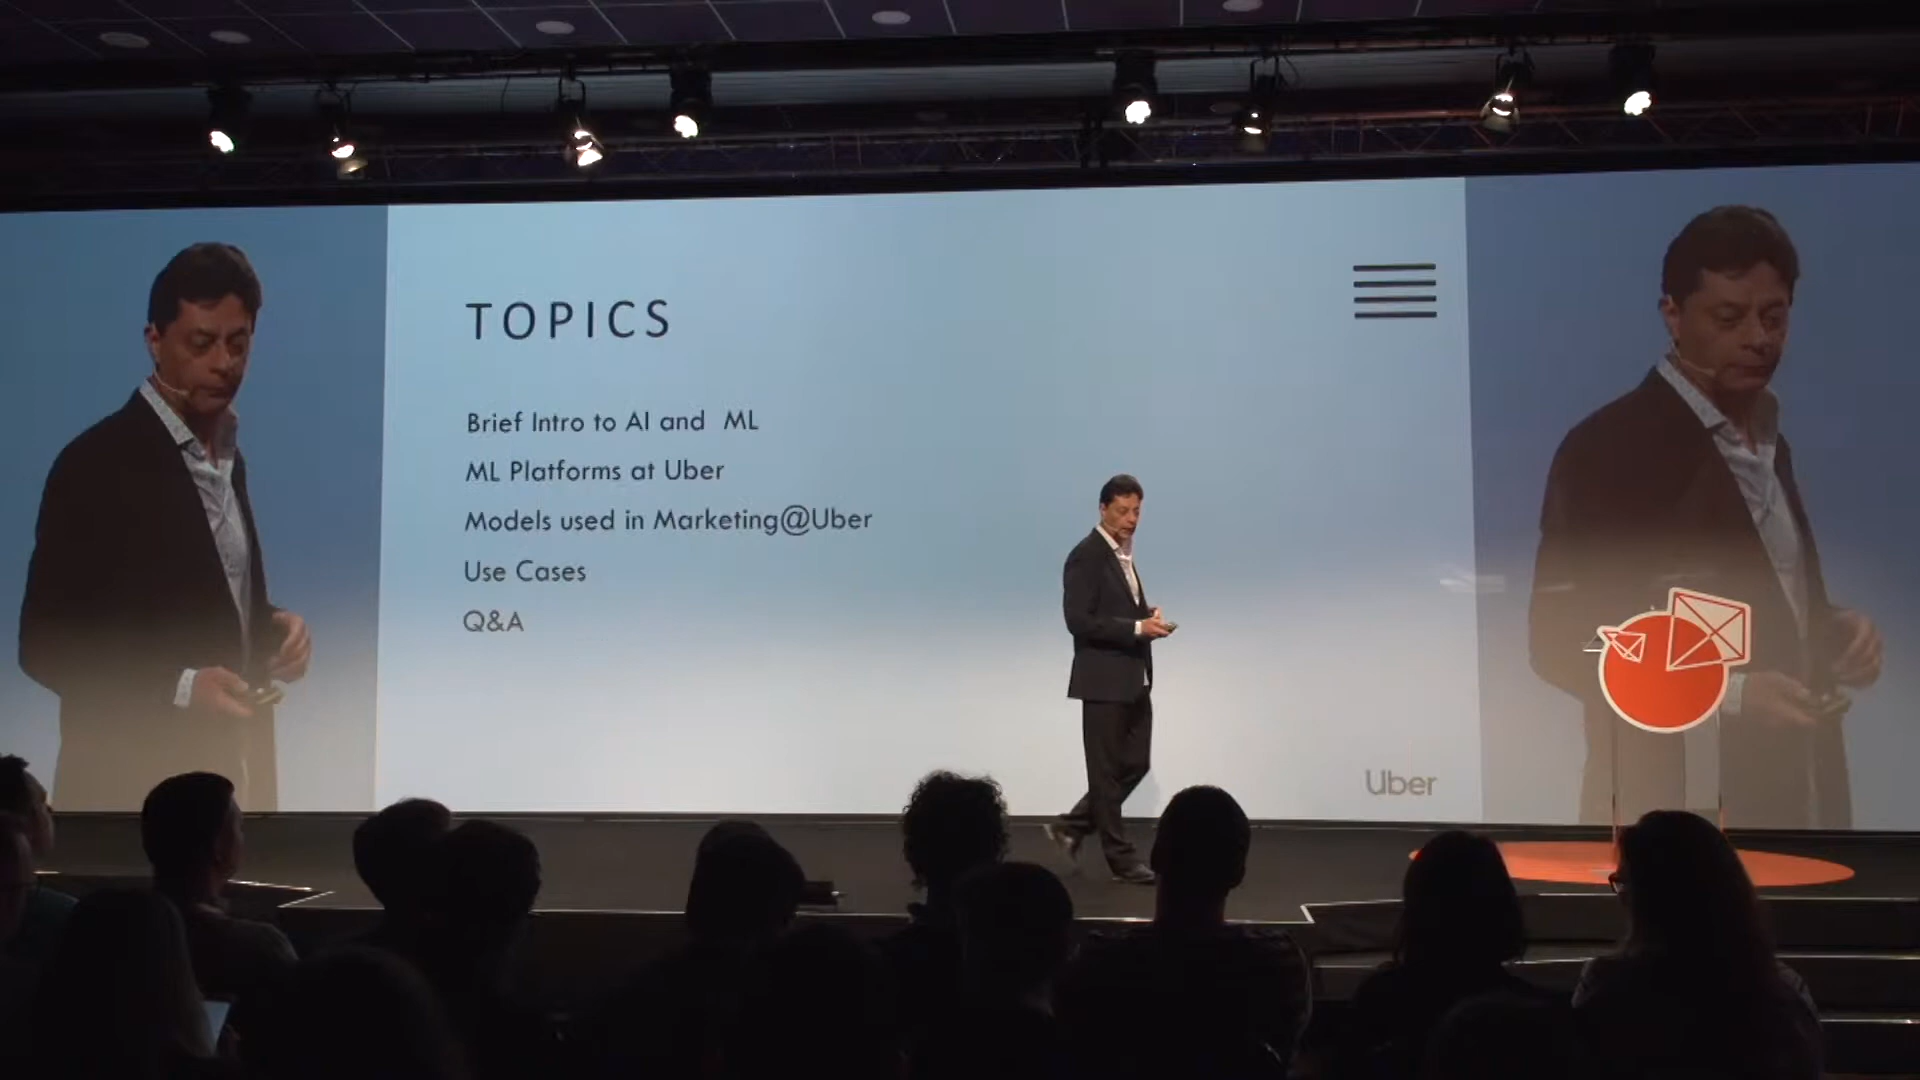 TOPICS
Brief Intro to AI and ML
ML Platforms at Uber
Models used in Marketing@Uber
Use Cases
Q&A
Uber